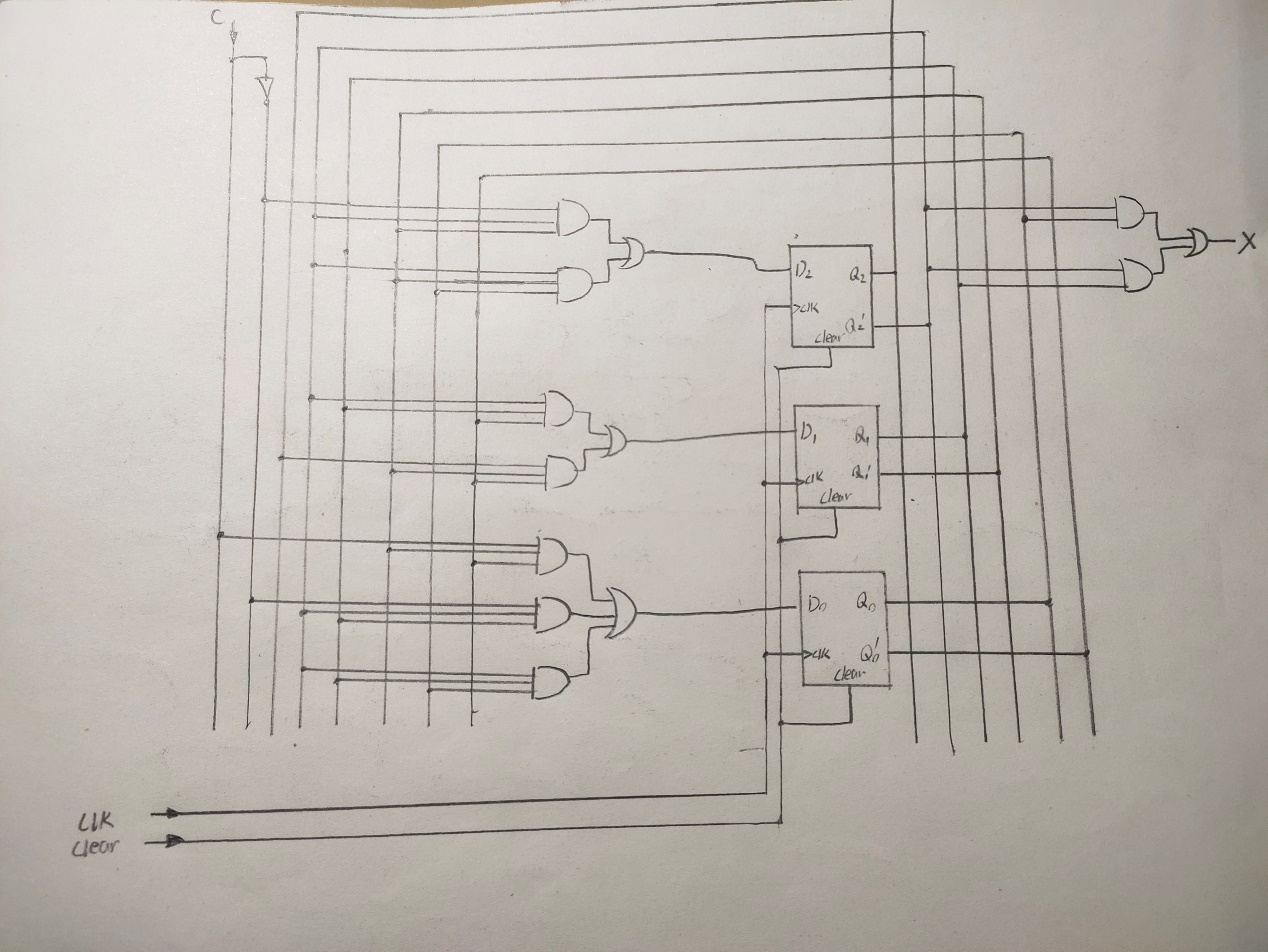 C
D₂ Q₂
X
CLK
Q₂'
Clear
D₁ Q₁
Q₁'
CLK
Clear
D₀ Q₀
CLK Q₀'
Clear
CLK
Clear